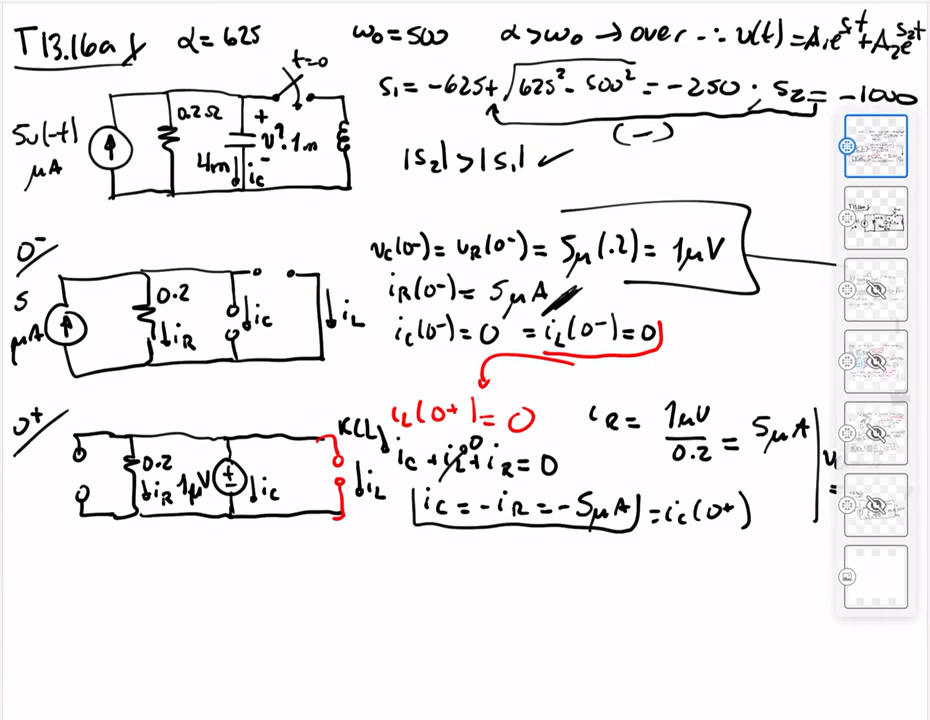 T13.16a) α=625 ω₀=500 α>ω₀ → over ∴ v(t)=A₁e^{s₁t}+A₂e^{s₂t}
t=0
s₁ = -625+√(625²-500²) = -250 · s₂ = -1000
(-)
5u(-t) μA
0.2Ω
+ v? -
.1m
4m
ic
|s₂|>|s₁| ✓
0⁻
vc(0-)= vR(0-)= 5μ(.2)= 1μV
iR(0-)= 5μA
ic(0-)=0 = iL(0-)=0
5 μA
0.2
iR
ic
iL
0⁺
iL(0+)=0
iR = 1μV/0.2 = 5μA
0.2
iR
1μV
+
-
ic
iL
KCL
ic + iL⁰ + iR = 0
ic = -iR = -5μA = ic(0+)
=